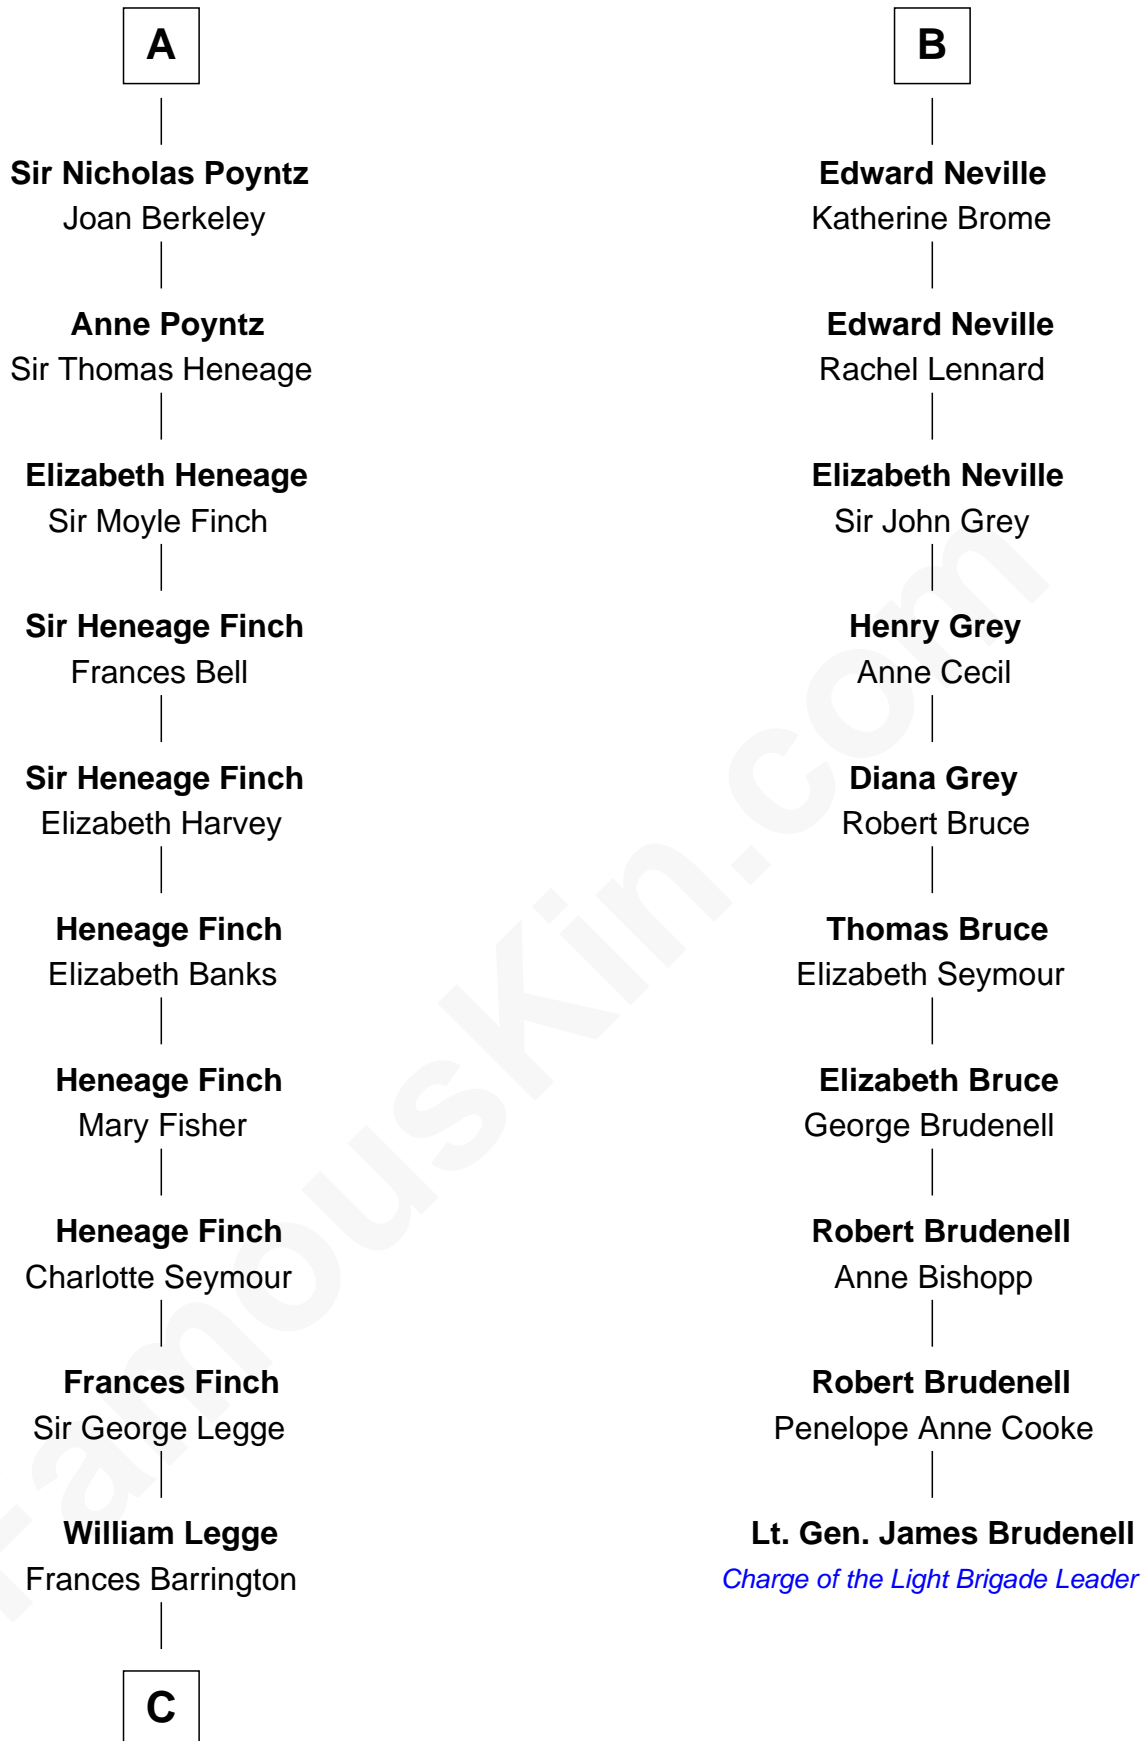 A
Sir Nicholas Poyntz
Joan Berkeley
Anne Poyntz
Sir Thomas Heneage
Elizabeth Heneage
Sir Moyle Finch
Sir Heneage Finch
Frances Bell
Sir Heneage Finch
Elizabeth Harvey
Heneage Finch
Elizabeth Banks
Heneage Finch
Mary Fisher
Heneage Finch
Charlotte Seymour
Frances Finch
Sir George Legge
William Legge
Frances Barrington
C
B
Edward Neville
Katherine Brome
Edward Neville
Rachel Lennard
Elizabeth Neville
Sir John Grey
Henry Grey
Anne Cecil
Diana Grey
Robert Bruce
Thomas Bruce
Elizabeth Seymour
Elizabeth Bruce
George Brudenell
Robert Brudenell
Anne Bishopp
Robert Brudenell
Penelope Anne Cooke
Lt. Gen. James Brudenell
Charge of the Light Brigade Leader
FamousKin.com